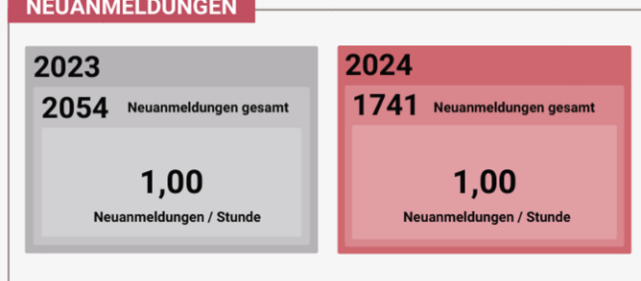 NEUANMELDUNGEN
2023
2054 Neuanmeldungen gesamt
1,00
Neuanmeldungen / Stunde
2024
1741 Neuanmeldungen gesamt
1,00
Neuanmeldungen / Stunde